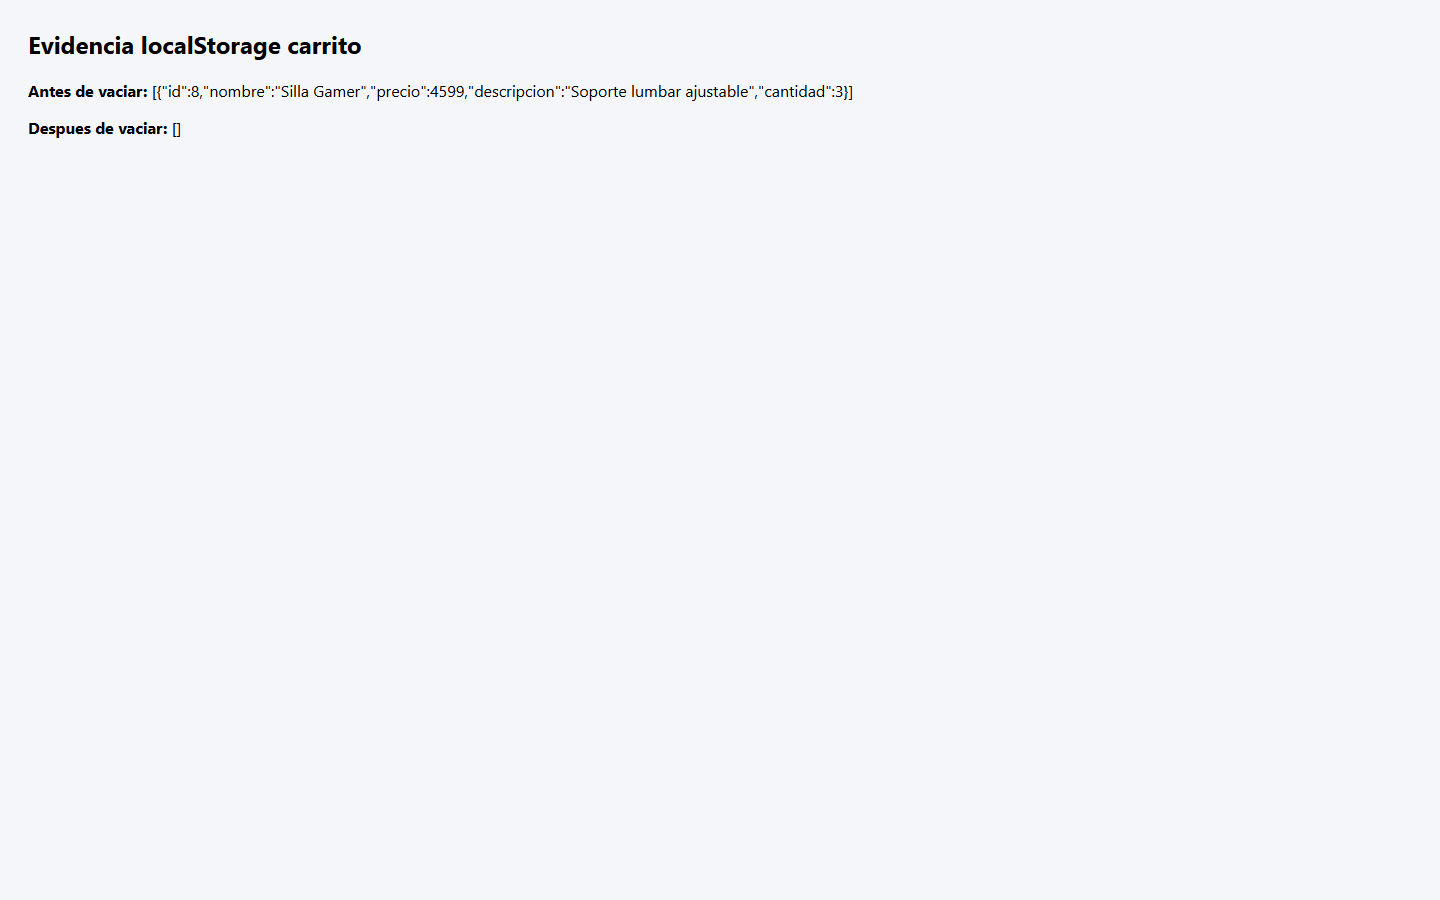 Evidencia localStorage carrito
Antes de vaciar: [{"id":8,"nombre":"Silla Gamer","precio":4599,"descripcion":"Soporte lumbar ajustable","cantidad":3}]
Despues de vaciar: []